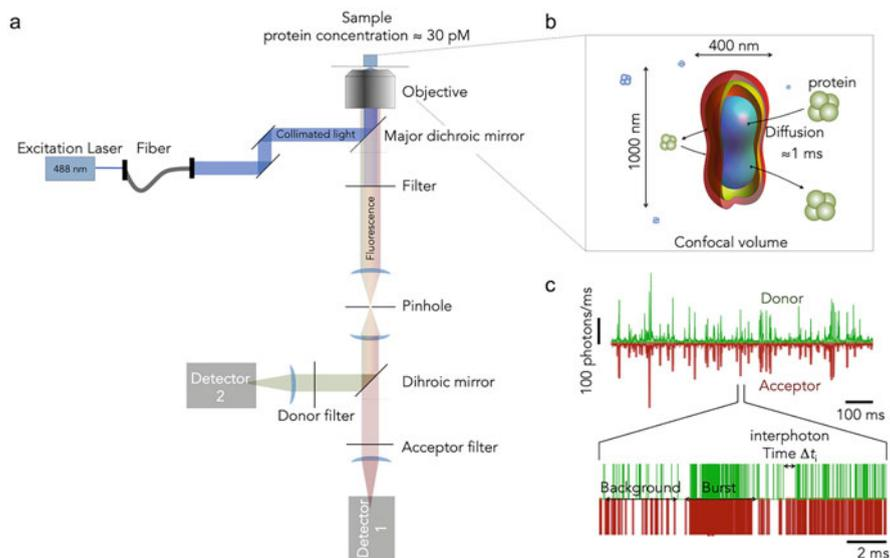 a
Sample
protein concentration ≈ 30 pM
Objective
Collimated light
Major dichroic mirror
Excitation Laser
Fiber
488 nm
Filter
Fluorescence
Pinhole
Detector
2
Dihroic mirror
Donor filter
Acceptor filter
Detector
1
b
400 nm
1000 nm
protein
Diffusion
≈1 ms
Confocal volume
c
100 photons/ms
Donor
Acceptor
100 ms
interphoton
Time Δti
Background
Burst
2 ms